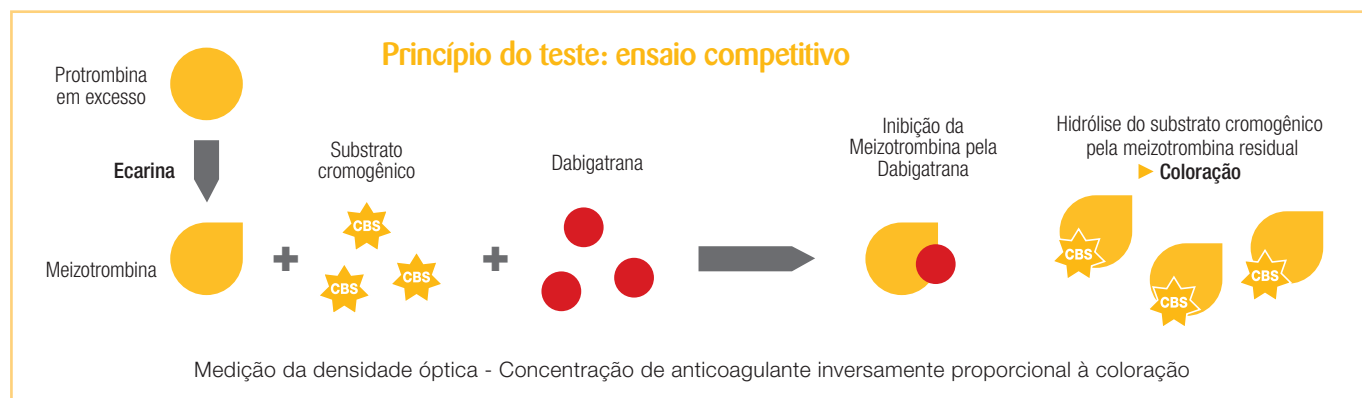 Princípio do teste: ensaio competitivo
Protrombina
em excesso
Ecarina
Meizotrombina
Substrato
cromogênico
CBS
CBS
CBS
Dabigatrana
Inibição da
Meizotrombina pela
Dabigatrana
Hidrólise do substrato cromogênico
pela meizotrombina residual
Coloração
CBS
CBS
CBS
Medição da densidade óptica - Concentração de anticoagulante inversamente proporcional à coloração